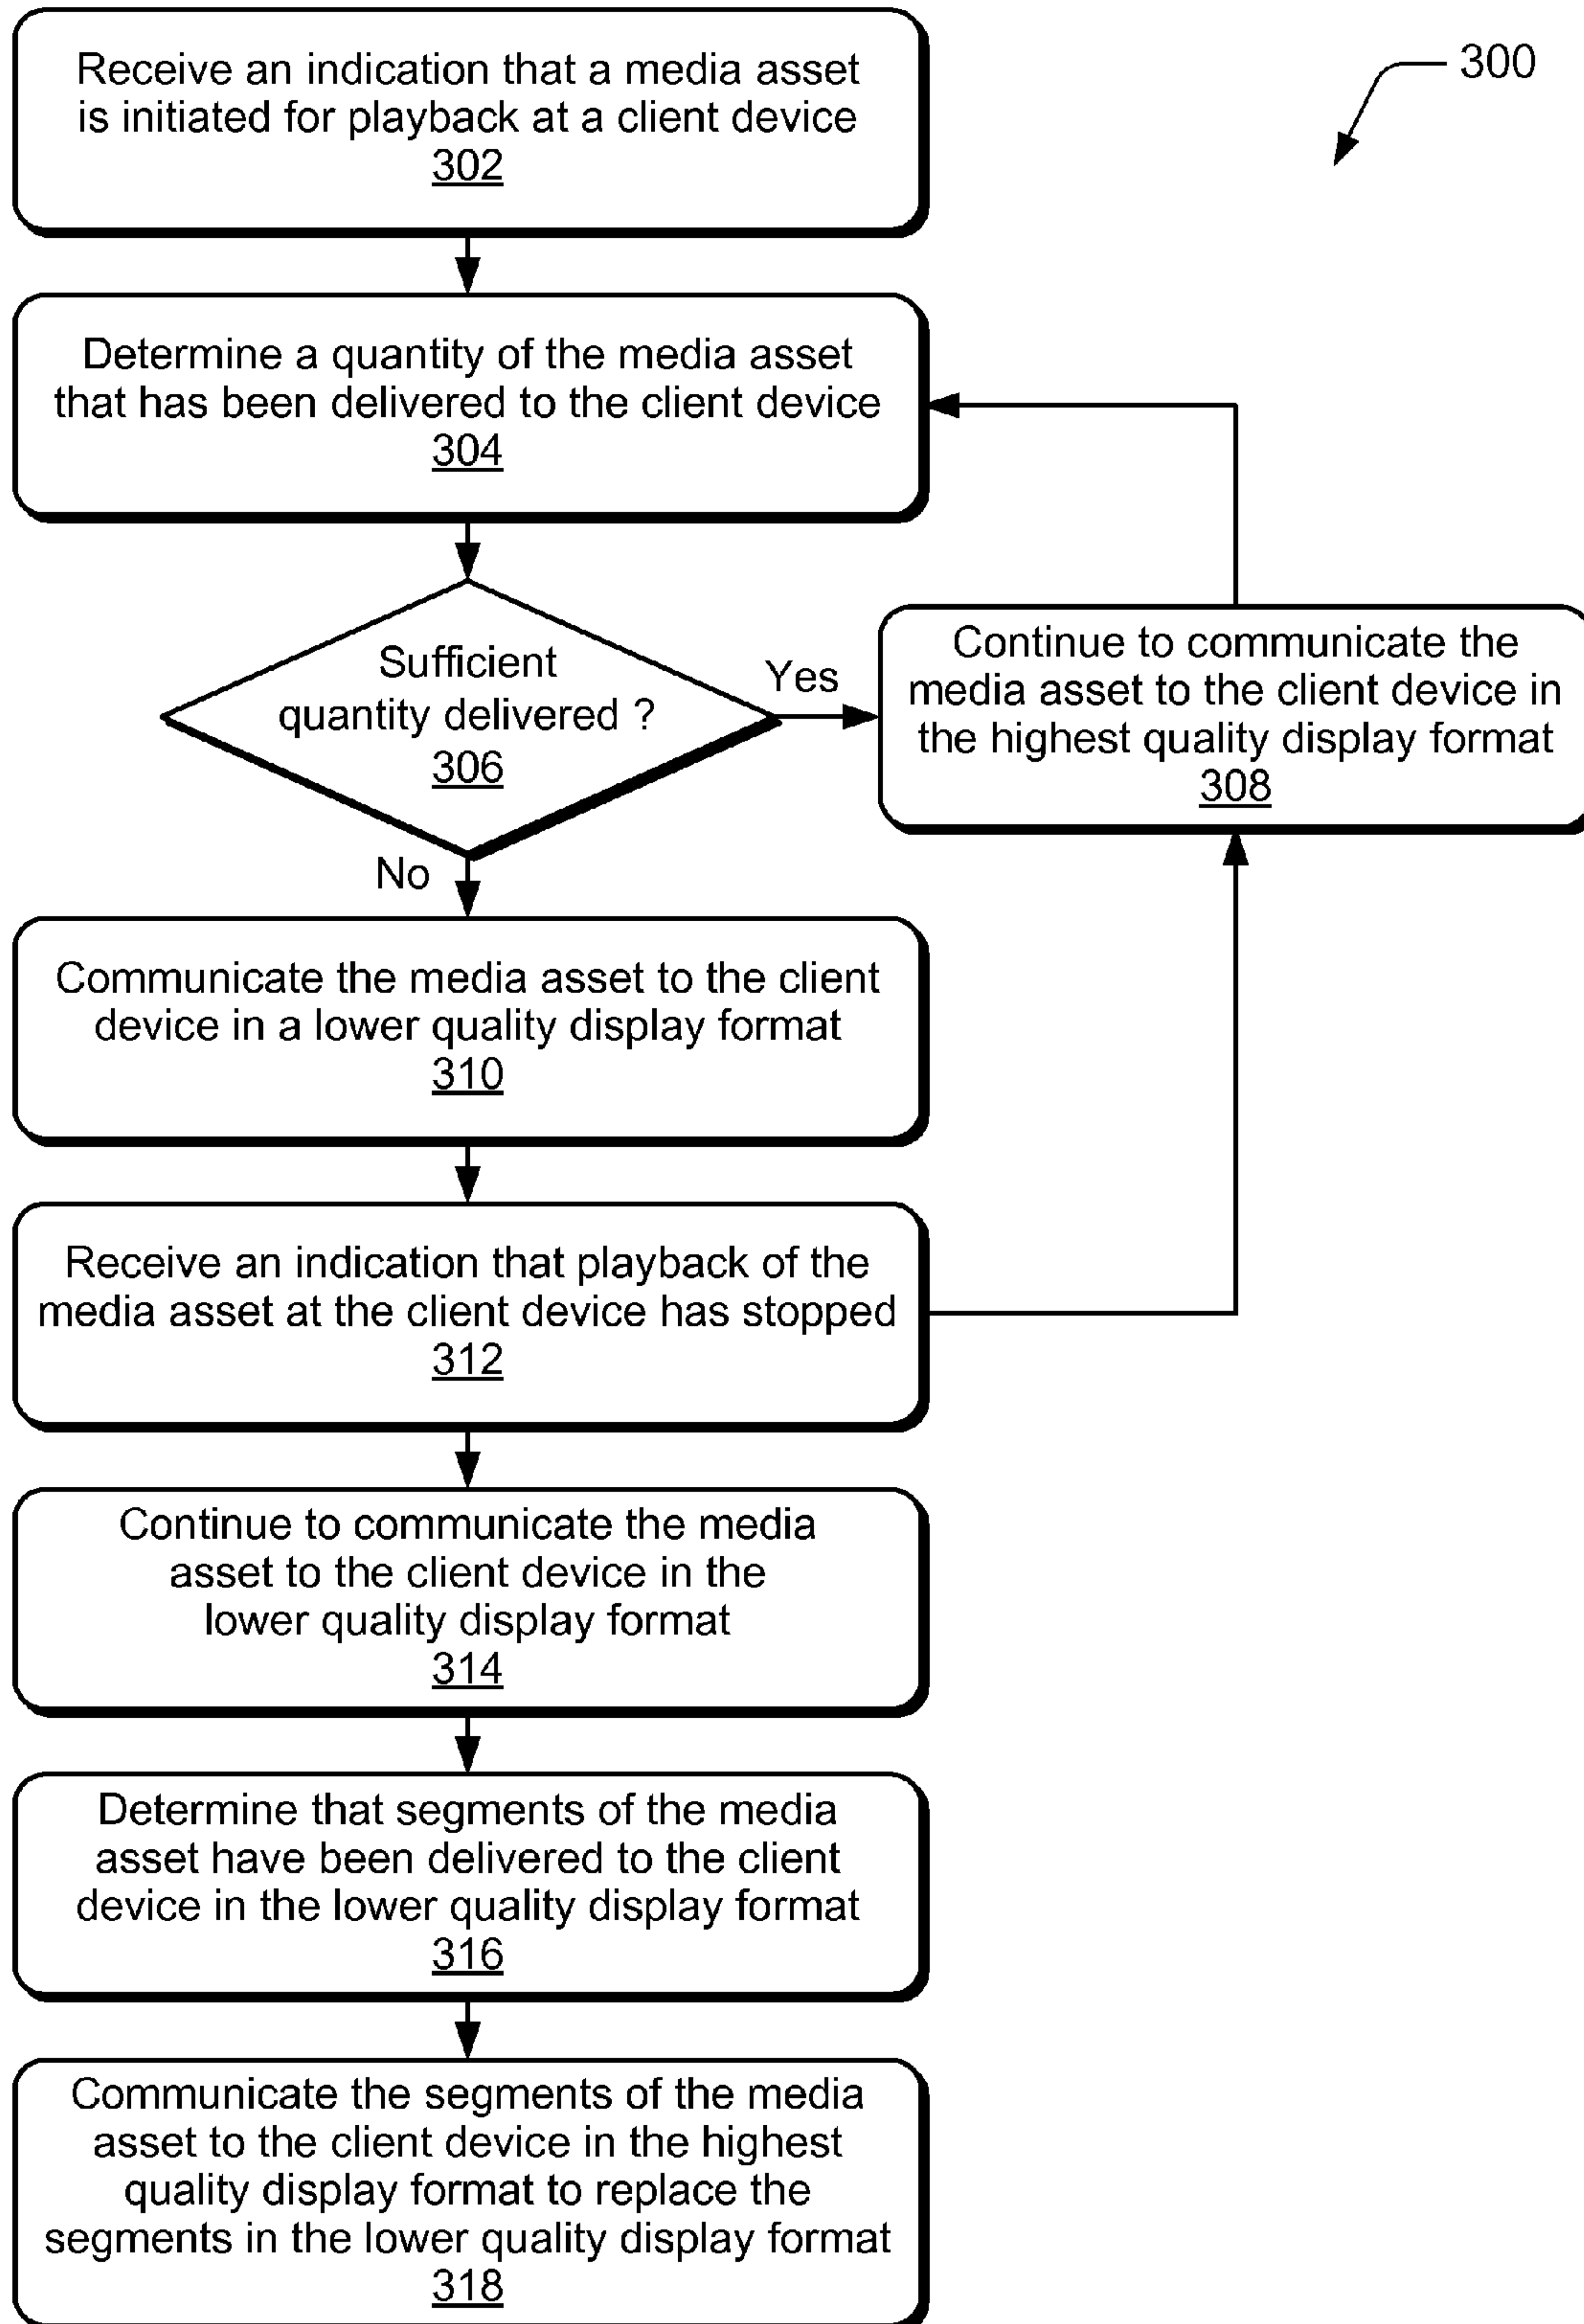 Receive an indication that a media asset
is initiated for playback at a client device
302
300
Determine a quantity of the media asset
that has been delivered to the client device
304
Sufficient
quantity delivered ?
306
Yes
No
Continue to communicate the
media asset to the client device in
the highest quality display format
308
Communicate the media asset to the client
device in a lower quality display format
310
Receive an indication that playback of the
media asset at the client device has stopped
312
Continue to communicate the media
asset to the client device in the
lower quality display format
314
Determine that segments of the media
asset have been delivered to the client
device in the lower quality display format
316
Communicate the segments of the media
asset to the client device in the highest
quality display format to replace the
segments in the lower quality display format
318